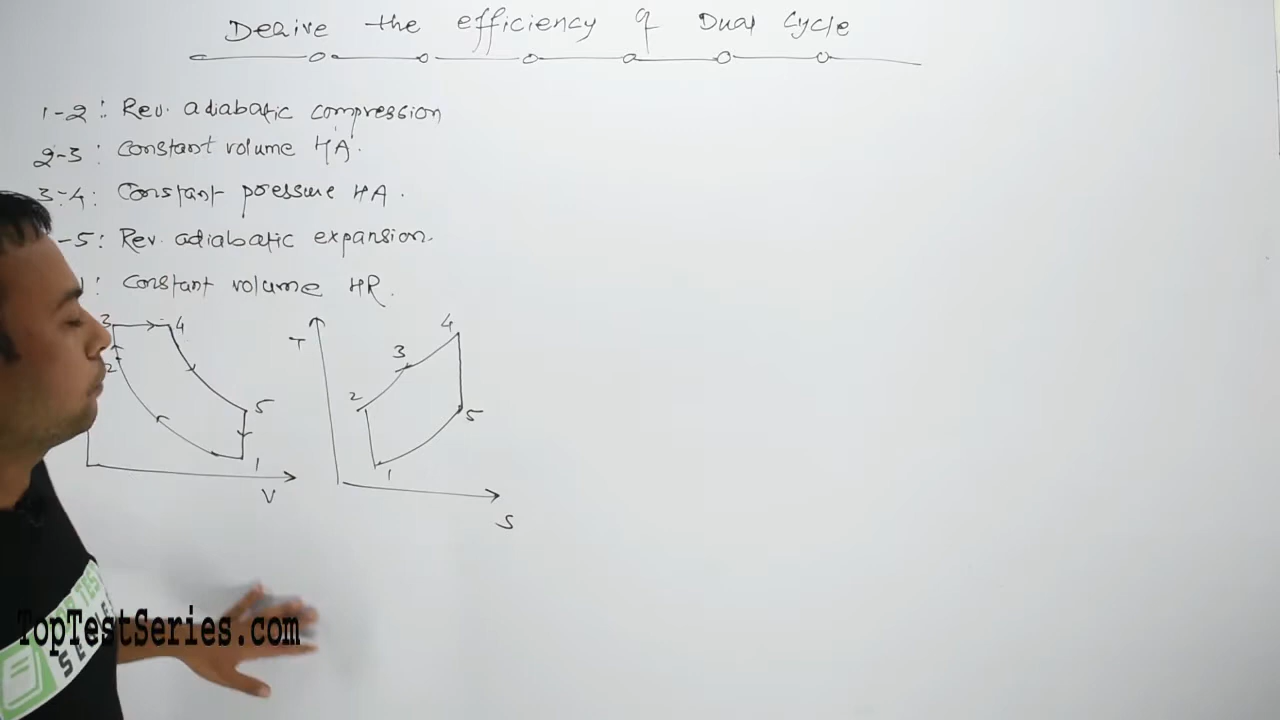 Derive the efficiency of Dual Cycle
1-2 : Rev. adiabatic compression
2-3 : Constant volume HA.
3-4 : Constant pressure HA.
-5 : Rev. adiabatic expansion.
: Constant volume HR.
3 4
2
5
1
V
T
4
3
2
5
1
S
TopTestSeries.com